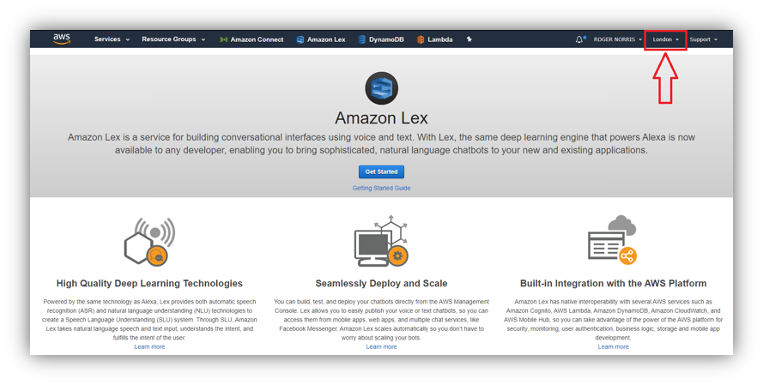 aws Services Resource Groups Amazon Connect Amazon Lex DynamoDB Lambda ROGER NORRIS London Support
Amazon Lex
Amazon Lex is a service for building conversational interfaces using voice and text. With Lex, the same deep learning engine that powers Alexa is now
available to any developer, enabling you to bring sophisticated, natural language chatbots to your new and existing applications.
Get Started
Getting Started Guide
High Quality Deep Learning Technologies
Powered by the same technology as Alexa, Lex provides both automatic speech
recognition (ASR) and natural language understanding (NLU) technologies to
create a Speech Language Understanding (SLU) system. Through SLU, Amazon
Lex takes natural language speech and text input, understands the intent, and
fulfills the intent of the user.
Learn more
Seamlessly Deploy and Scale
You can build, test, and deploy your chatbots directly from the AWS Management
Console. Lex allows you to easily publish your voice or text chatbots, so you can
access them from mobile apps, web apps, and multiple chat services, like
Facebook Messenger. Amazon Lex scales automatically so you don't have to
worry about scaling your bots.
Learn more
Built-in Integration with the AWS Platform
Amazon Lex has native interoperability with several AWS services such as
Amazon Cognito, AWS Lambda, Amazon DynamoDB, Amazon CloudWatch, and
AWS Mobile Hub, so you can take advantage of the power of the AWS platform for
security, monitoring, user authentication, business logic, storage and mobile app
development.
Learn more